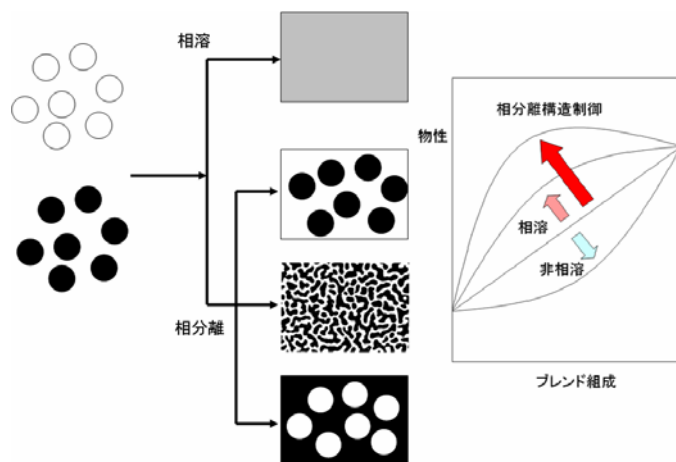 相溶
相分離
物性
相分離構造制御
相溶
非相溶
ブレンド組成